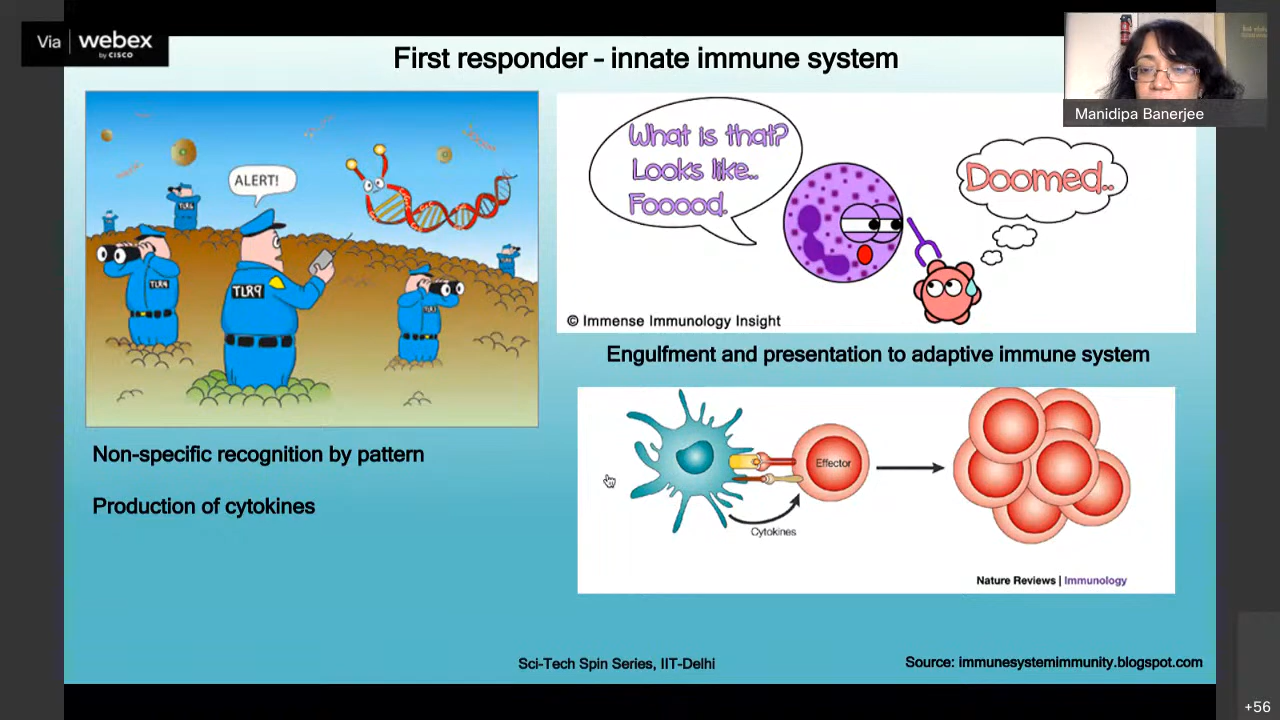 Via webex
by CISCO
First responder – innate immune system
Manidipa Banerjee
ALERT!
TLR9
TLR9
What is that?
Looks like..
Fooood.
Doomed..
© Immense Immunology Insight
Engulfment and presentation to adaptive immune system
Non-specific recognition by pattern
Production of cytokines
Effector
Cytokines
Nature Reviews | Immunology
Sci-Tech Spin Series, IIT-Delhi
Source: immunesystemimmunity.blogspot.com
+56